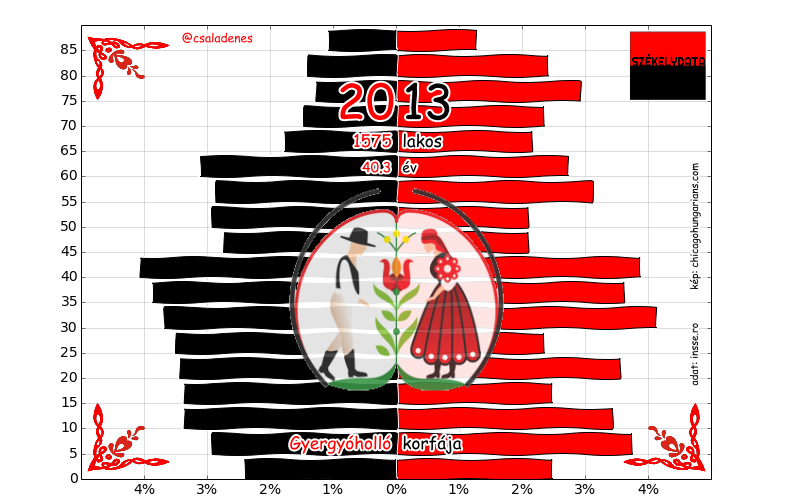 @csaladenes
SZÉKELYDATA
2013
1575 lakos
40.3 év
kép: chicagohungarians.com
adat: insse.ro
Gyergyóholló korfája
85
80
75
70
65
60
55
50
45
40
35
30
25
20
15
10
5
0
4% 3% 2% 1% 0% 1% 2% 3% 4%